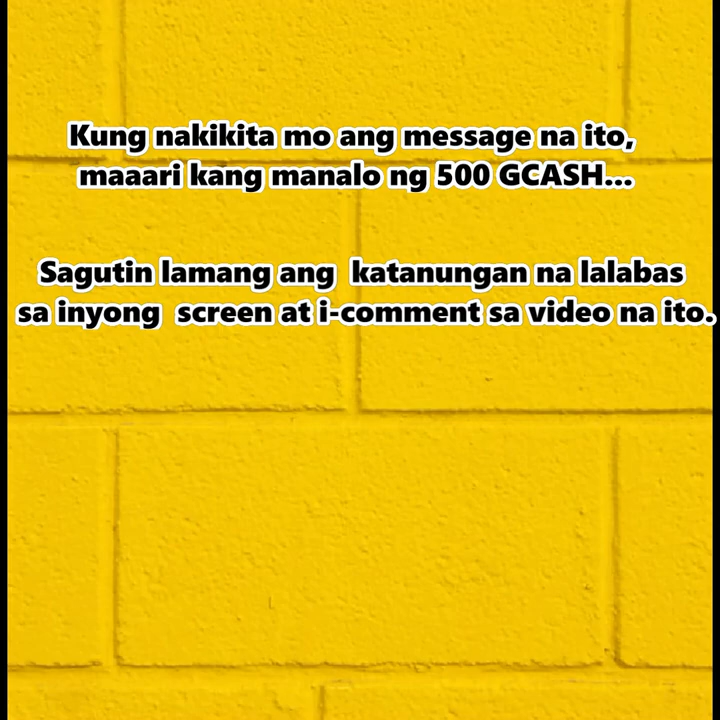 Kung nakikita mo ang message na ito,
maaari kang manalo ng 500 GCASH...
Sagutin lamang ang katanungan na lalabas
sa inyong screen at i-comment sa video na ito.